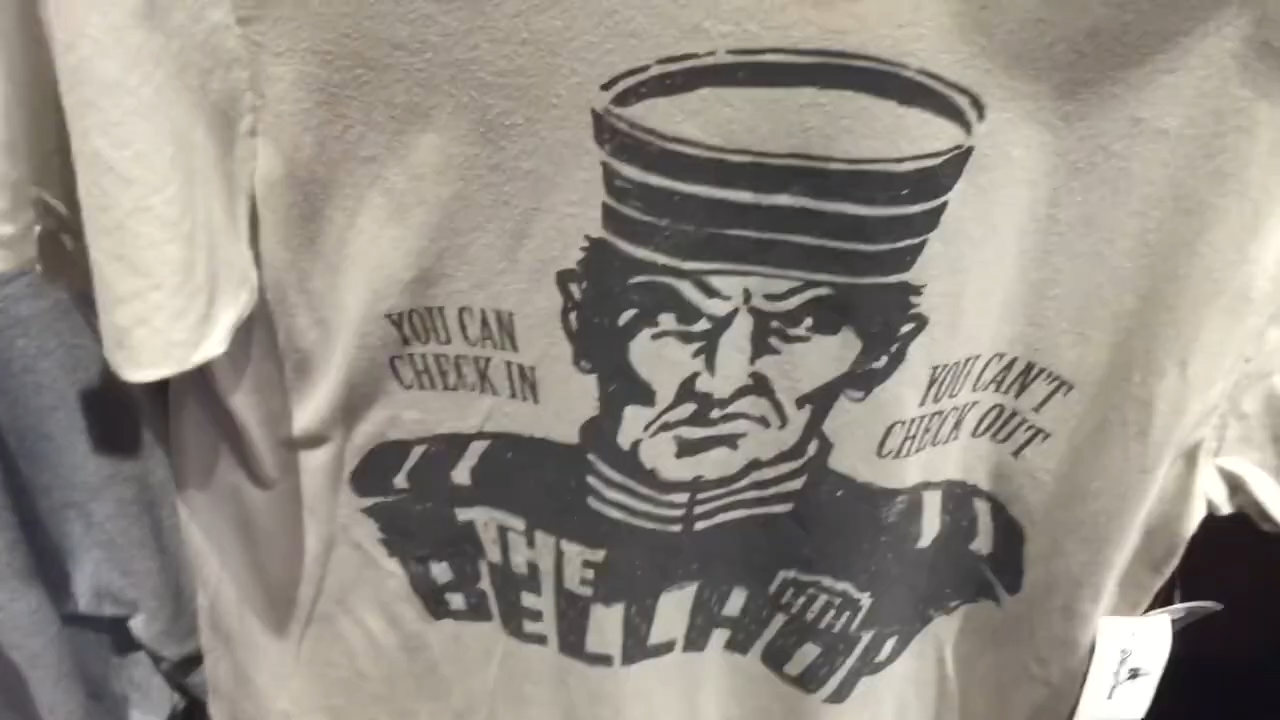 YOU CAN
CHECK IN
YOU CAN'T
CHECK OUT
THE
BELLHOP